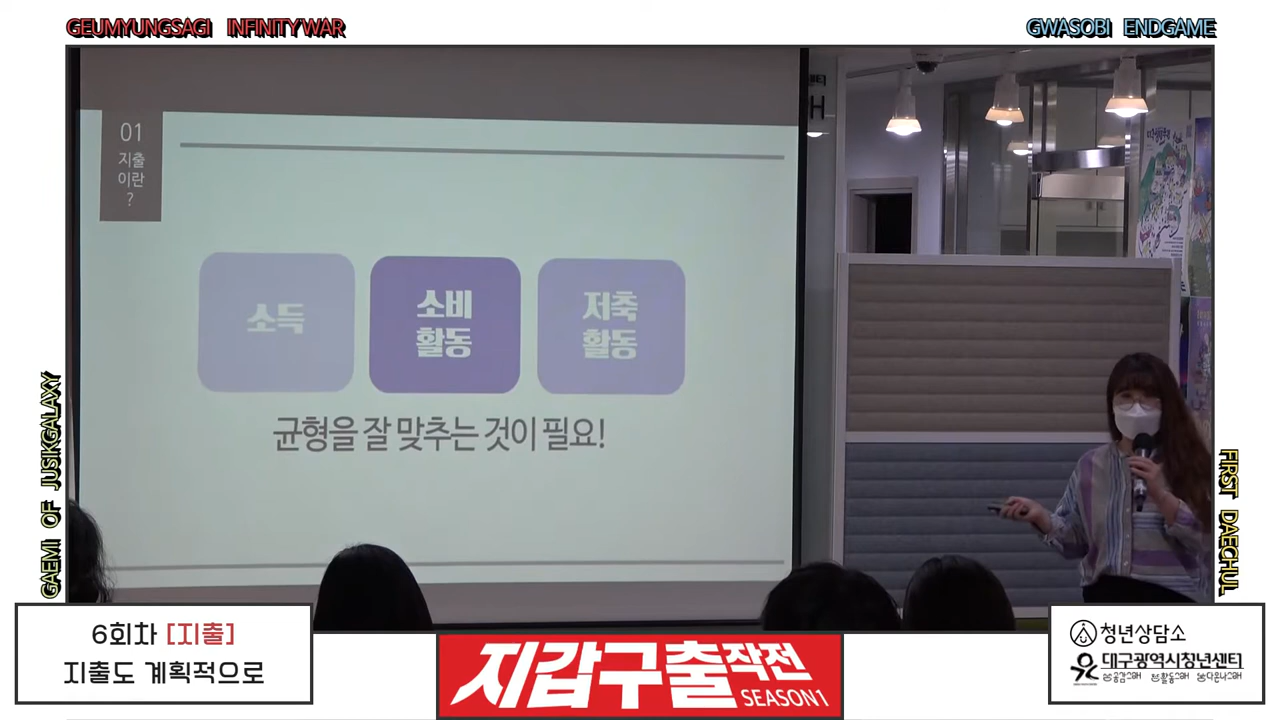 GEUMYUNGSAGI INFINITY WAR
GWASOBI ENDGAME
01
지출
이란
?
소득
소비
활동
저축
활동
균형을 잘 맞추는 것이 필요!
GAEMI OF JUSIKGALAXY
FIRST DAECHUL
6회차 [지출]
지출도 계획적으로
지갑구출작전
SEASON1
청년상담소
대구광역시청년센터